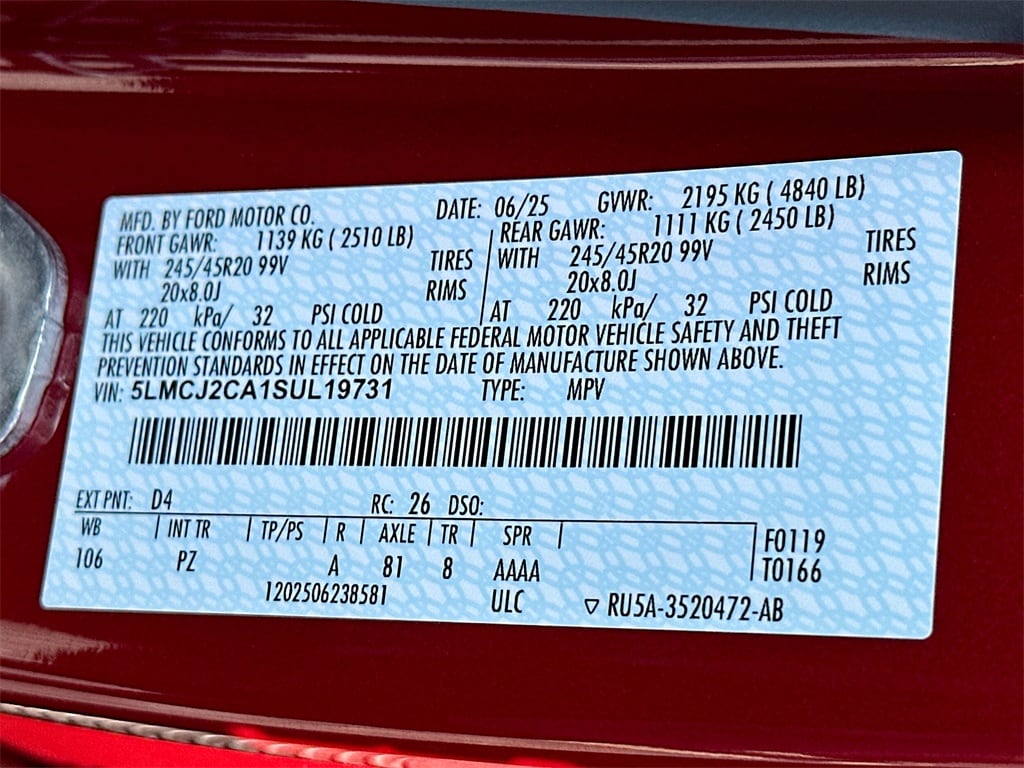 MFD. BY FORD MOTOR CO. DATE: 06/25 GVWR: 2195 KG ( 4840 LB)
FRONT GAWR: 1139 KG ( 2510 LB) REAR GAWR: 1111 KG ( 2450 LB)
WITH 245/45R20 99V TIRES WITH 245/45R20 99V TIRES
20x8.0J RIMS 20x8.0J RIMS
AT 220 kPa/ 32 PSI COLD AT 220 kPa/ 32 PSI COLD
THIS VEHICLE CONFORMS TO ALL APPLICABLE FEDERAL MOTOR VEHICLE SAFETY AND THEFT
PREVENTION STANDARDS IN EFFECT ON THE DATE OF MANUFACTURE SHOWN ABOVE.
VIN: 5LMCJ2CA1SUL19731 TYPE: MPV
EXT PNT: D4 RC: 26 DSO:
WB | INT TR | TP/PS | R | AXLE | TR | SPR | F0119
106 PZ A 81 8 AAAA T0166
1202506238581 ULC ▽ RU5A-3520472-AB